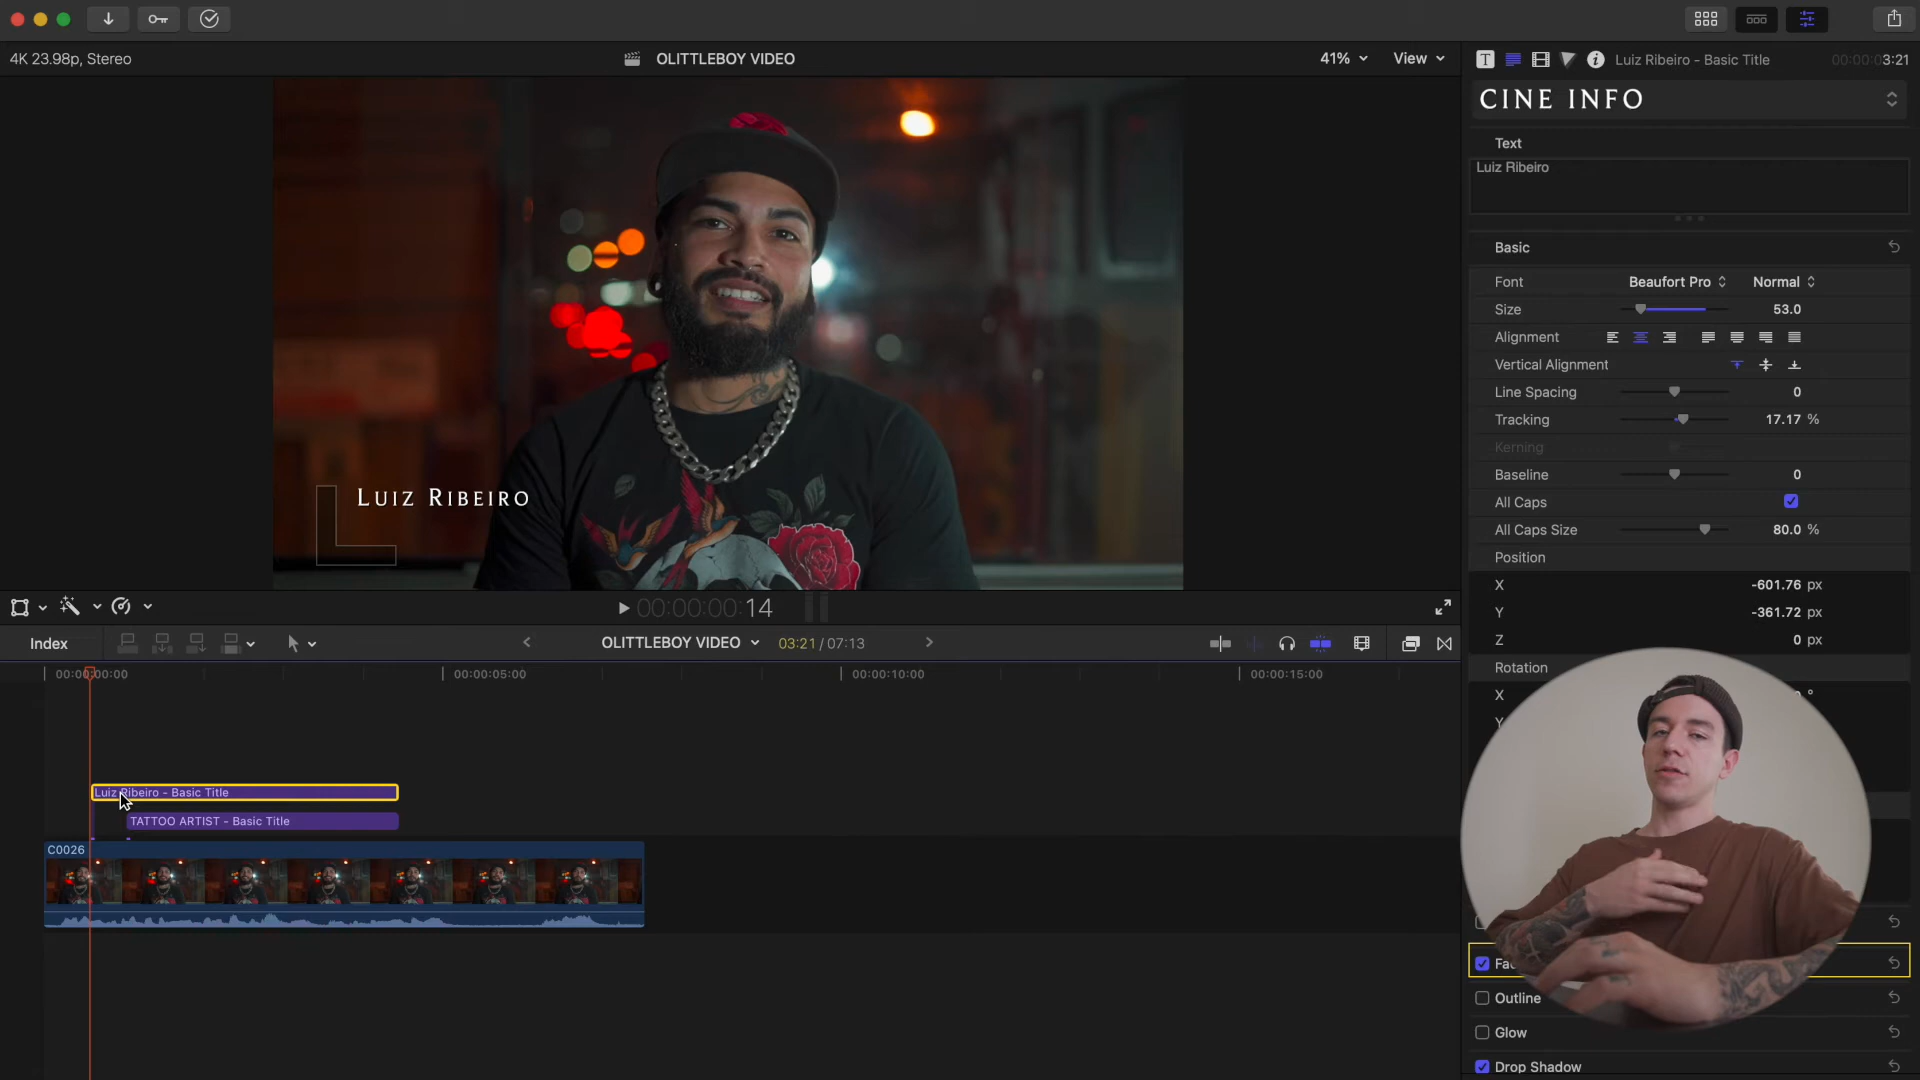 4K 23.98p, Stereo
OLITTLEBOY VIDEO
41%
View
Luiz Ribeiro - Basic Title
00:00:03:21
CINE INFO
Text
Luiz Ribeiro
Basic
Font
Beaufort Pro
Normal
Size
53.0
Alignment
Vertical Alignment
Line Spacing
0
Tracking
17.17 %
Kerning
Baseline
0
All Caps
All Caps Size
80.0 %
Position
X
-601.76 px
Y
-361.72 px
Z
0 px
Rotation
X
°
Y
Outline
Glow
Drop Shadow
LUIZ RIBEIRO
00:00:00:14
Index
OLITTLEBOY VIDEO
03:21 / 07:13
00:00:00:00
00:00:05:00
00:00:10:00
00:00:15:00
Luiz Ribeiro - Basic Title
TATTOO ARTIST - Basic Title
C0026